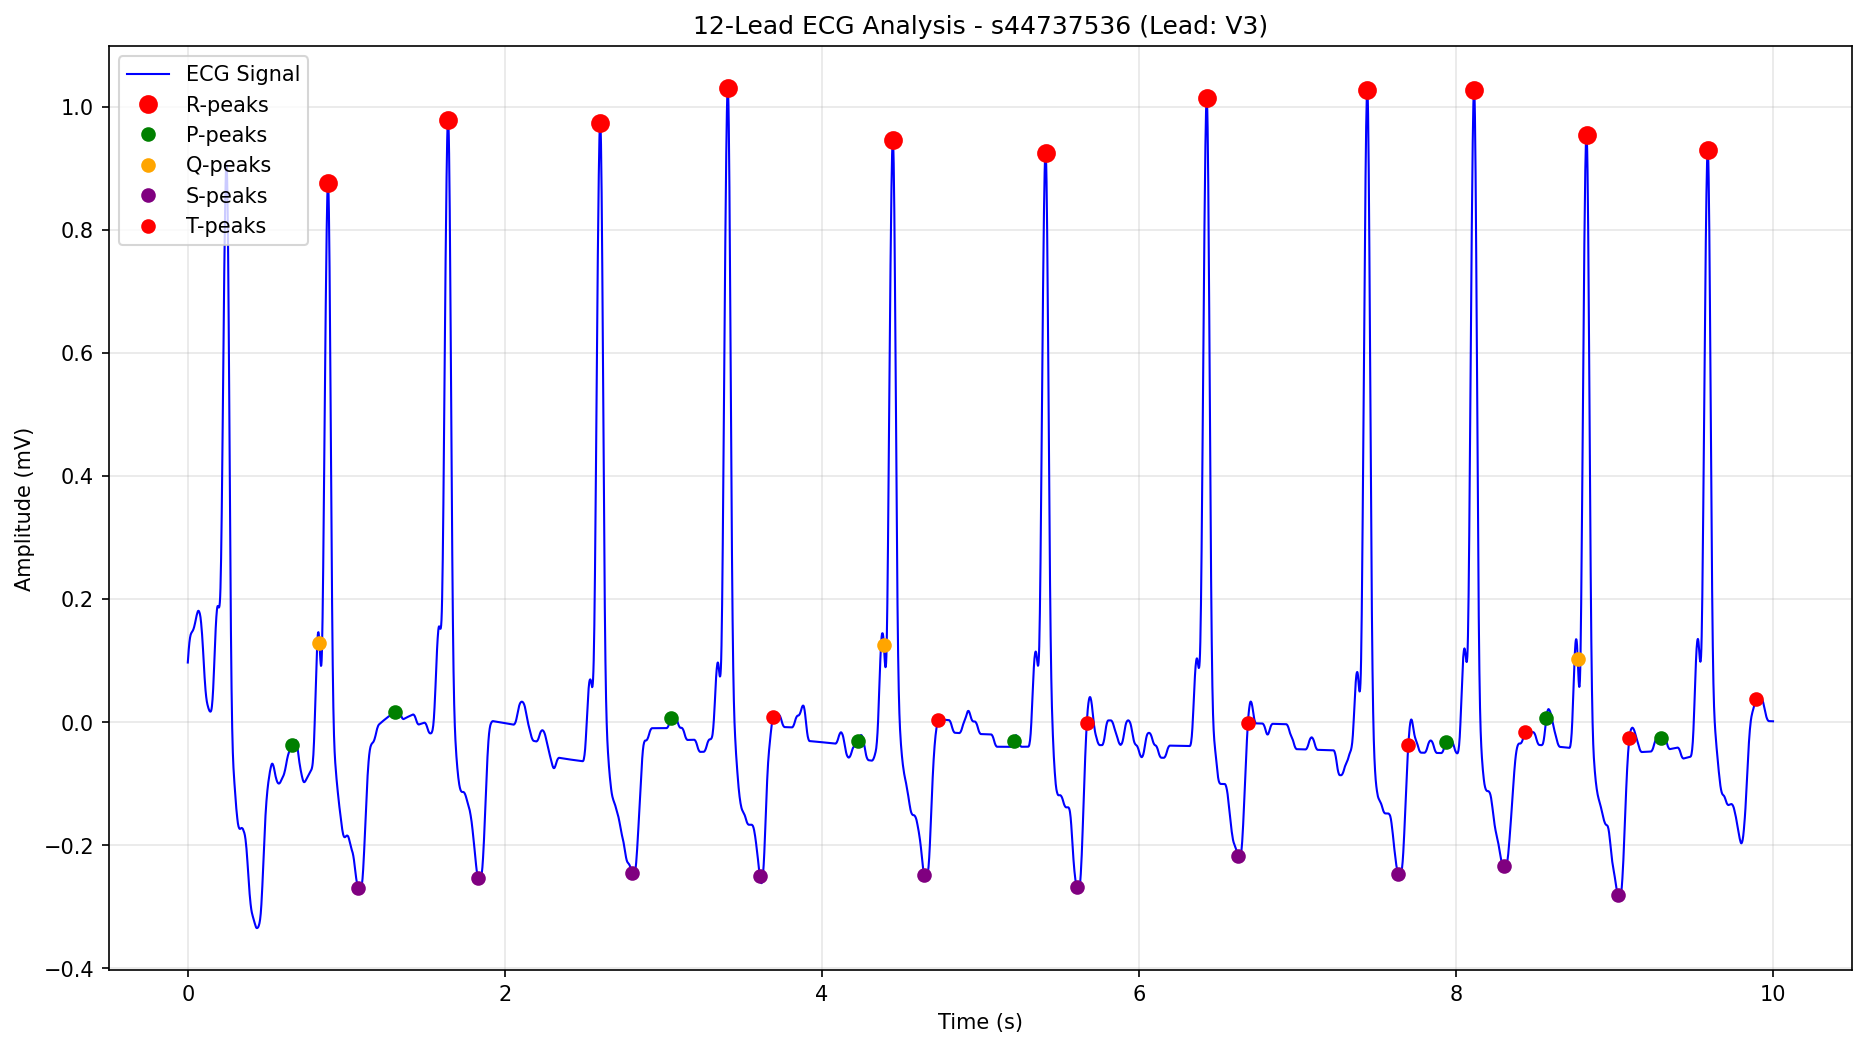 12-Lead ECG Analysis - s44737536 (Lead: V3)
ECG Signal
R-peaks
P-peaks
Q-peaks
S-peaks
T-peaks
Amplitude (mV)
1.0
0.8
0.6
0.4
0.2
0.0
−0.2
−0.4
0 2 4 6 8 10
Time (s)